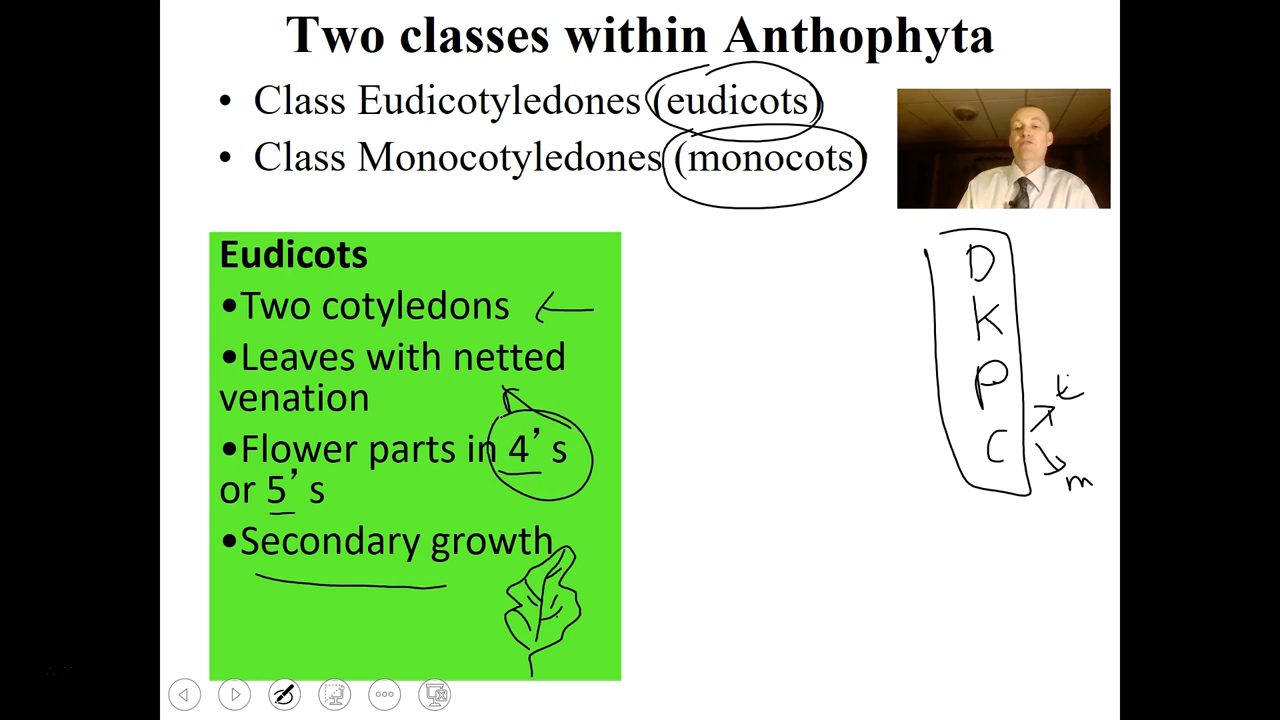 Two classes within Anthophyta
• Class Eudicotyledones (eudicots)
• Class Monocotyledones (monocots)
Eudicots
•Two cotyledons
•Leaves with netted
venation
•Flower parts in 4’s
or 5’s
•Secondary growth
D
K
P
C
m